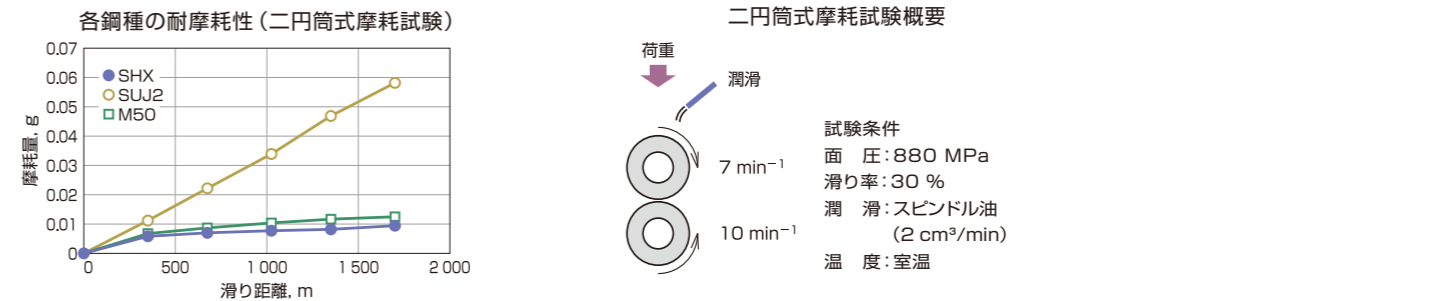 各鋼種の耐摩耗性(二円筒式摩耗試験)
0.07
0.06
0.05
0.04
0.03
0.02
0.01
0
SHX
SUJ2
M50
摩耗量, g
0
500
1 000
1 500
2 000
滑り距離, m
二円筒式摩耗試験概要
荷重
潤滑
7 min⁻¹
10 min⁻¹
試験条件
面 圧:880 MPa
滑り率:30 %
潤 滑:スピンドル油
(2 cm³/min)
温 度:室温